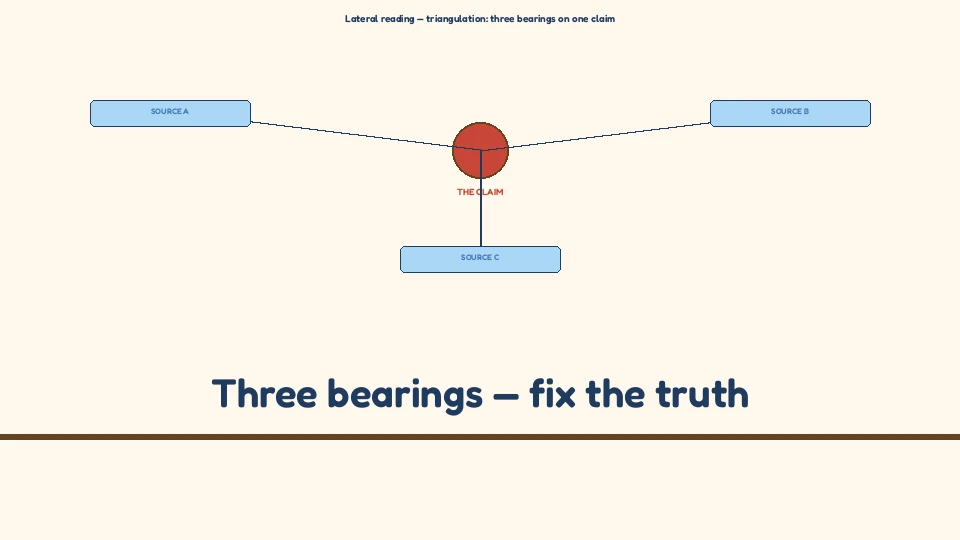 Lateral reading — triangulation: three bearings on one claim
SOURCE A
SOURCE B
THE CLAIM
SOURCE C
Three bearings — fix the truth